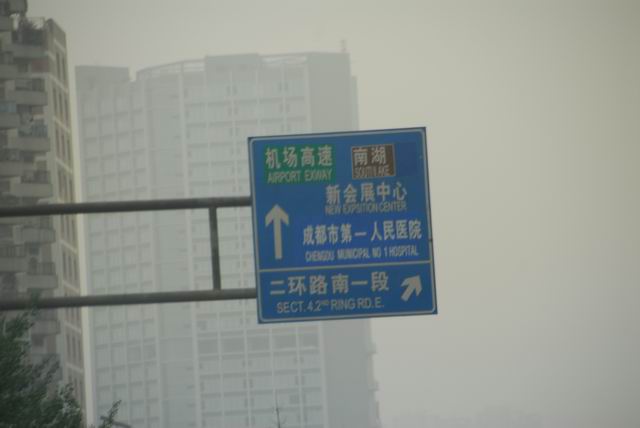 机场高速 南湖
AIRPORT EXWAY SOUTH LAKE
新会展中心
NEW EXPSITION CENTER
成都市第一人民医院
CHENGDU MUNICIPAL NO 1 HOSPITAL
二环路南一段
SECT.4.2ND RING RD.E.